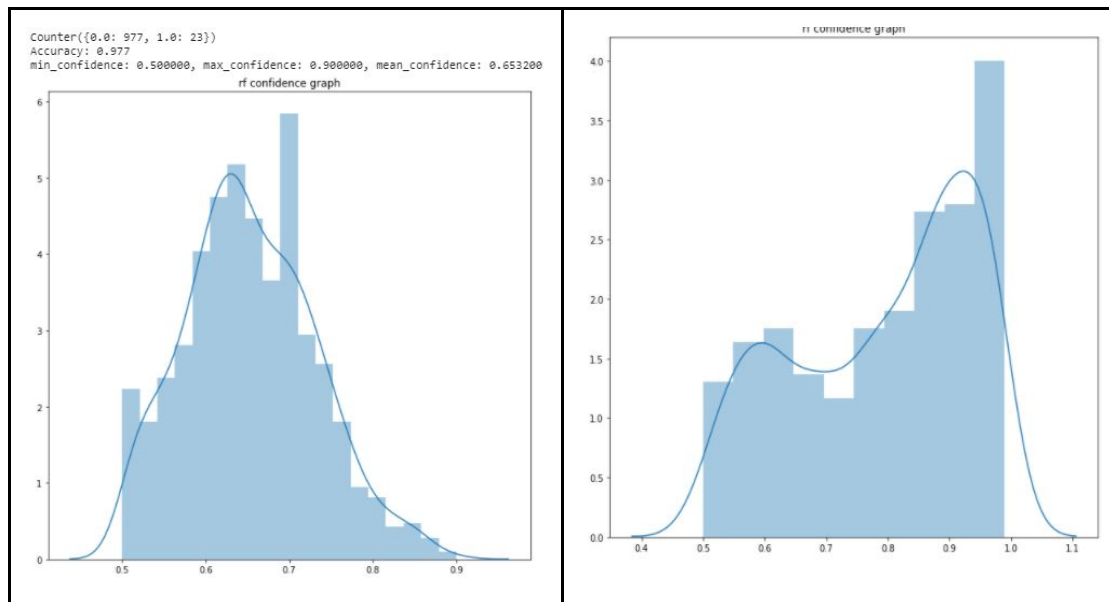 Counter({0.0: 977, 1.0: 23})
Accuracy: 0.977
min_confidence: 0.500000, max_confidence: 0.900000, mean_confidence: 0.653200
rf confidence graph
6
5
4
3
2
1
0
0.5 0.6 0.7 0.8 0.9
rf confidence graph
4.0
3.5
3.0
2.5
2.0
1.5
1.0
0.5
0.0
0.4 0.5 0.6 0.7 0.8 0.9 1.0 1.1